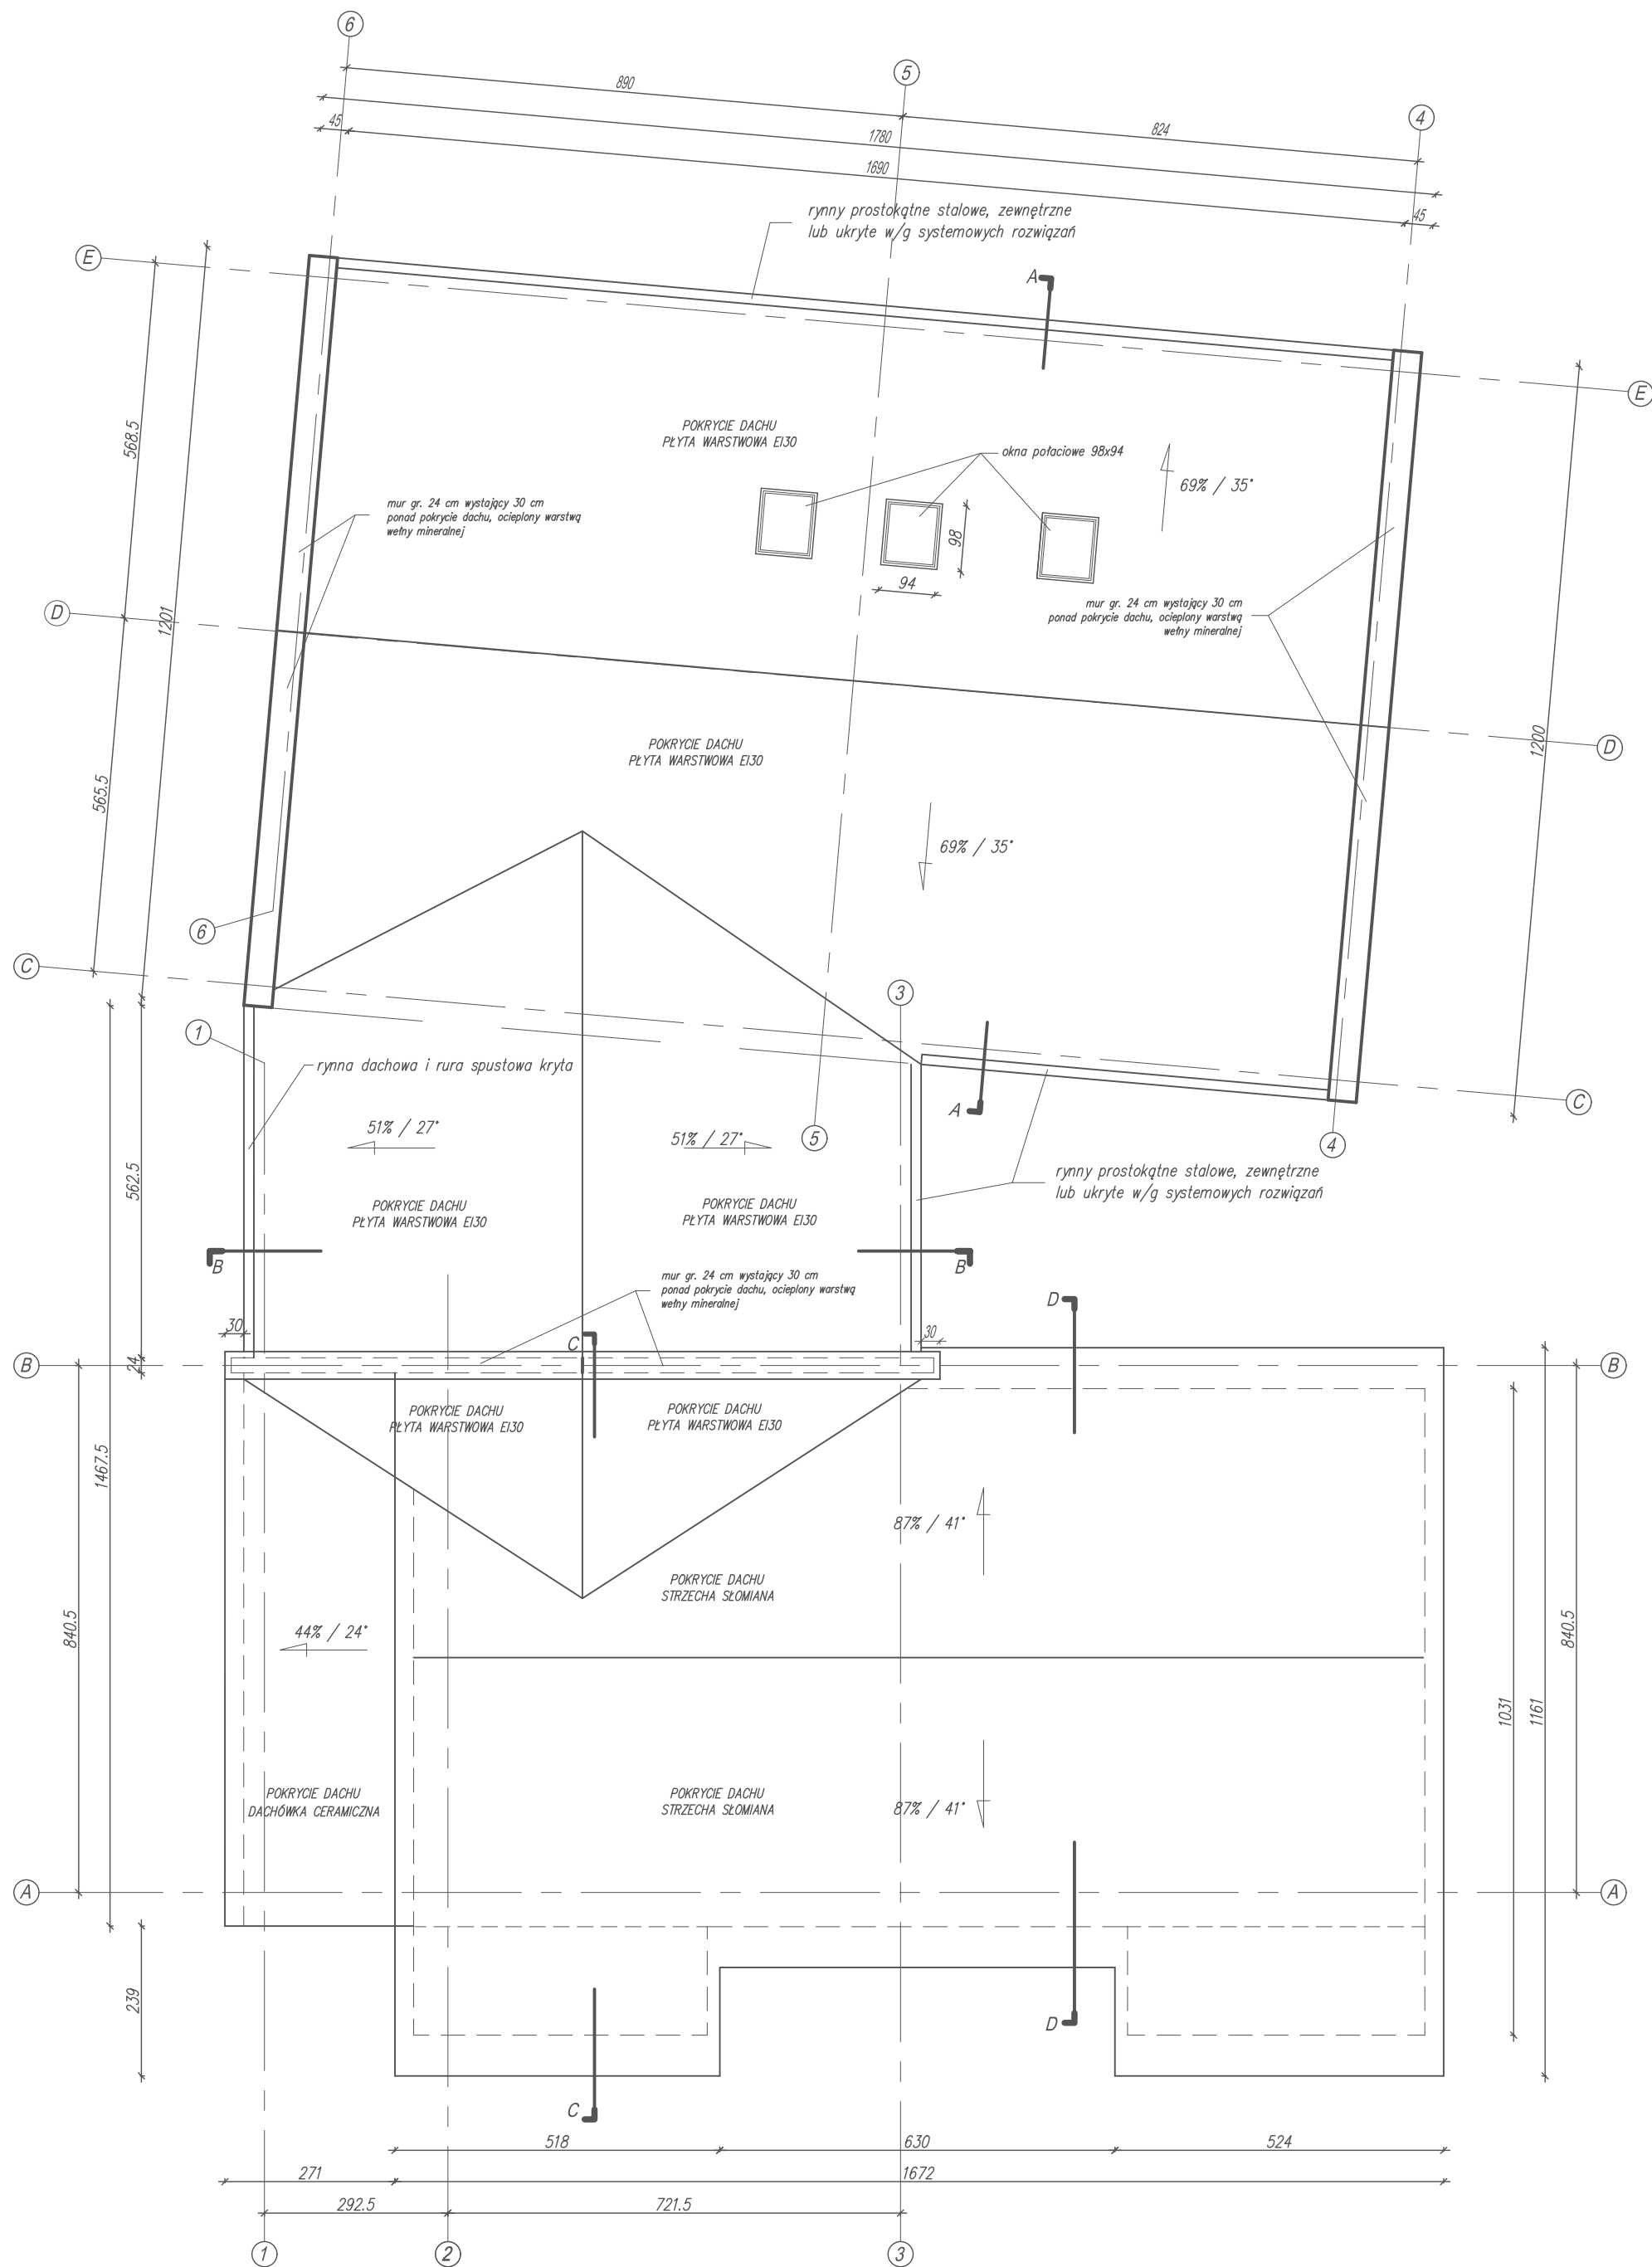 6
5
4
890
824
45
1780
1690
45
rynny prostokątne stalowe, zewnętrzne
lub ukryte w/g systemowych rozwiązań
E
A
E
568.5
1201
POKRYCIE DACHU
PŁYTA WARSTWOWA EI30
okna połaciowe 98x94
69% / 35°
mur gr. 24 cm wystający 30 cm
ponad pokrycie dachu, ocieplony warstwą
wełny mineralnej
98
94
mur gr. 24 cm wystający 30 cm
ponad pokrycie dachu, ocieplony warstwą
wełny mineralnej
D
D
1200
565.5
POKRYCIE DACHU
PŁYTA WARSTWOWA EI30
69% / 35°
6
C
3
1
rynna dachowa i rura spustowa kryta
A
C
51% / 27°
51% / 27°
5
4
562.5
rynny prostokątne stalowe, zewnętrzne
lub ukryte w/g systemowych rozwiązań
POKRYCIE DACHU
PŁYTA WARSTWOWA EI30
POKRYCIE DACHU
PŁYTA WARSTWOWA EI30
B
B
mur gr. 24 cm wystający 30 cm
ponad pokrycie dachu, ocieplony warstwą
wełny mineralnej
D
30
C
30
B
24
B
POKRYCIE DACHU
PŁYTA WARSTWOWA EI30
POKRYCIE DACHU
PŁYTA WARSTWOWA EI30
1467.5
87% / 41°
POKRYCIE DACHU
STRZECHA SŁOMIANA
840.5
44% / 24°
840.5
1031
1161
POKRYCIE DACHU
DACHÓWKA CERAMICZNA
POKRYCIE DACHU
STRZECHA SŁOMIANA
87% / 41°
A
A
239
D
C
518
630
524
271
1672
292.5
721.5
1
2
3